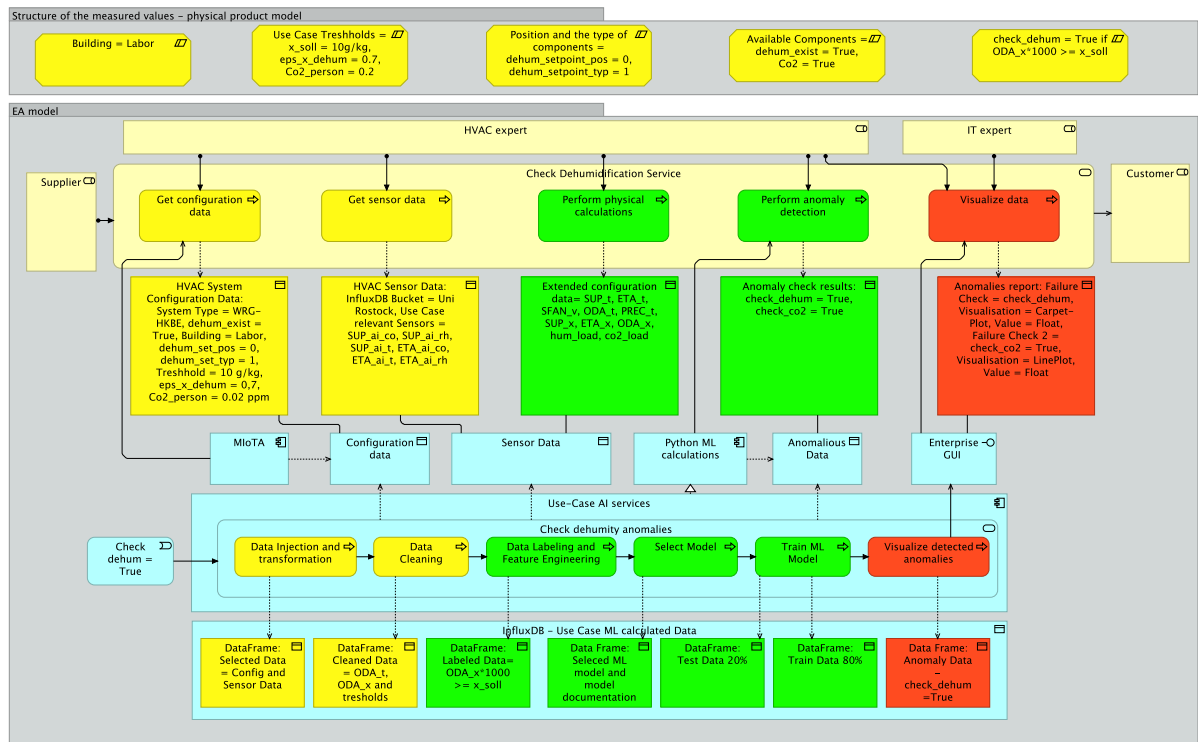 Structure of the measured values - physical product model
Building = Labor
Use Case Treshholds =
x_soll = 10g/kg,
eps_x_dehum = 0.7,
Co2_person = 0.2
Position and the type of
components =
dehum_setpoint_pos = 0,
dehum_setpoint_typ = 1
Available Components =
dehum_exist = True,
Co2 = True
check_dehum = True if
ODA_x*1000 >= x_soll
EA model
HVAC expert
IT expert
Supplier
Check Dehumidification Service
Customer
Get configuration
data
Get sensor data
Perform physical
calculations
Perform anomaly
detection
Visualize data
HVAC System
Configuration Data:
System Type = WRG-
HKBE, dehum_exist =
True, Building = Labor,
dehum_set_pos = 0,
dehum_set_typ = 1,
Treshhold = 10 g/kg,
eps_x_dehum = 0,7,
Co2_person = 0.02 ppm
HVAC Sensor Data:
InfluxDB Bucket = Uni
Rostock, Use Case
relevant Sensors =
SUP_ai_co, SUP_ai_rh,
SUP_ai_t, ETA_ai_co,
ETA_ai_t, ETA_ai_rh
Extended configuration
data= SUP_t, ETA_t,
SFAN_v, ODA_t, PREC_t,
SUP_x, ETA_x, ODA_x,
hum_load, co2_load
Anomaly check results:
check_dehum = True,
check_co2 = True
Anomalies report: Failure
Check = check_dehum,
Visualisation = Carpet-
Plot, Value = Float,
Failure Check 2 =
check_co2 = True,
Visualisation = LinePlot,
Value = Float
MIoTA
Configuration
data
Sensor Data
Python ML
calculations
Anomalious
Data
Enterprise
GUI
Use-Case AI services
Check dehumity anomalies
Check
dehum =
True
Data Injection and
transformation
Data
Cleaning
Data Labeling and
Feature Engineering
Select Model
Train ML
Model
Visualize detected
anomalies
InfluxDB - Use Case ML calculated Data
DataFrame:
Selected Data
= Config and
Sensor Data
DataFrame:
Cleaned Data
= ODA_t,
ODA_x and
tresholds
DataFrame:
Labeled Data=
ODA_x*1000
>= x_soll
Data Frame:
Seleced ML
model and
model
documentation
DataFrame:
Test Data 20%
DataFrame:
Train Data 80%
Data Frame:
Anomaly Data
-
check_dehum
=True